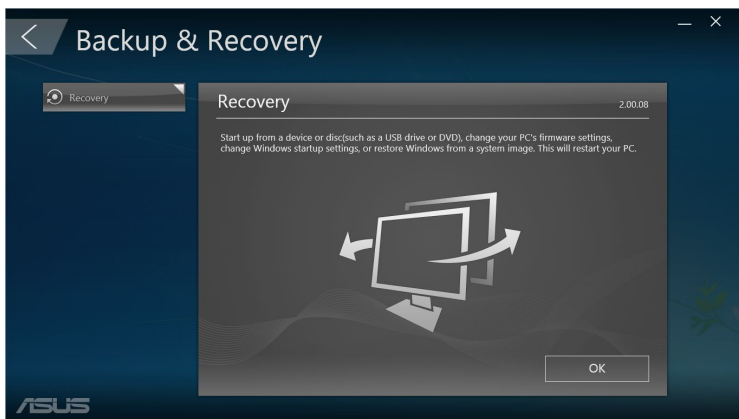 Backup & Recovery
Recovery
Recovery
2.00.08
Start up from a device or disc(such as a USB drive or DVD), change your PC's firmware settings,
change Windows startup settings, or restore Windows from a system image. This will restart your PC.
OK
ASUS